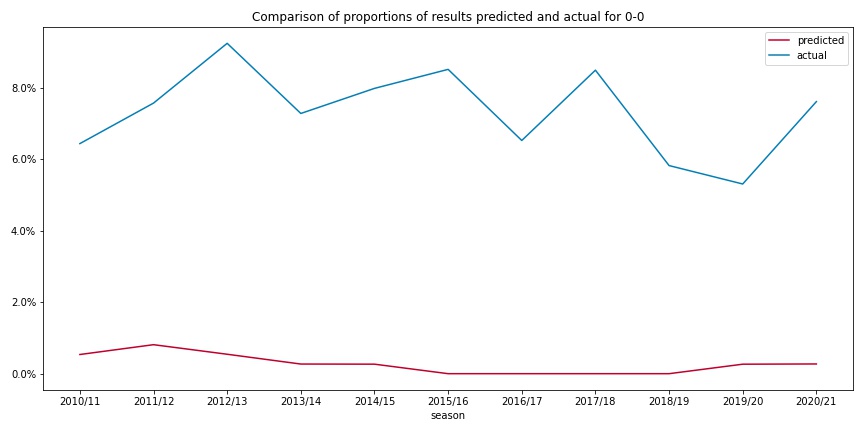 Comparison of proportions of results predicted and actual for 0-0
predicted
actual
8.0%
6.0%
4.0%
2.0%
0.0%
2010/11 2011/12 2012/13 2013/14 2014/15 2015/16 2016/17 2017/18 2018/19 2019/20 2020/21
season